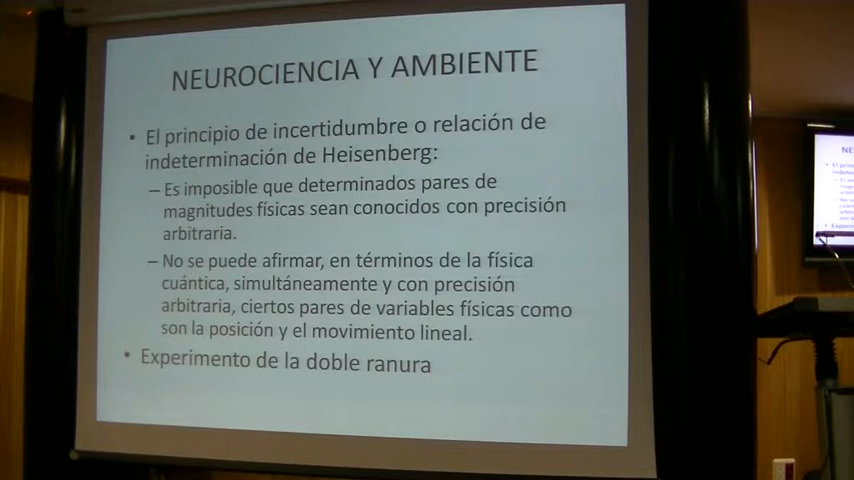 NEUROCIENCIA Y AMBIENTE
• El principio de incertidumbre o relación de
indeterminación de Heisenberg:
– Es imposible que determinados pares de
magnitudes físicas sean conocidos con precisión
arbitraria.
– No se puede afirmar, en términos de la física
cuántica, simultáneamente y con precisión
arbitraria, ciertos pares de variables físicas como
son la posición y el movimiento lineal.
• Experimento de la doble ranura